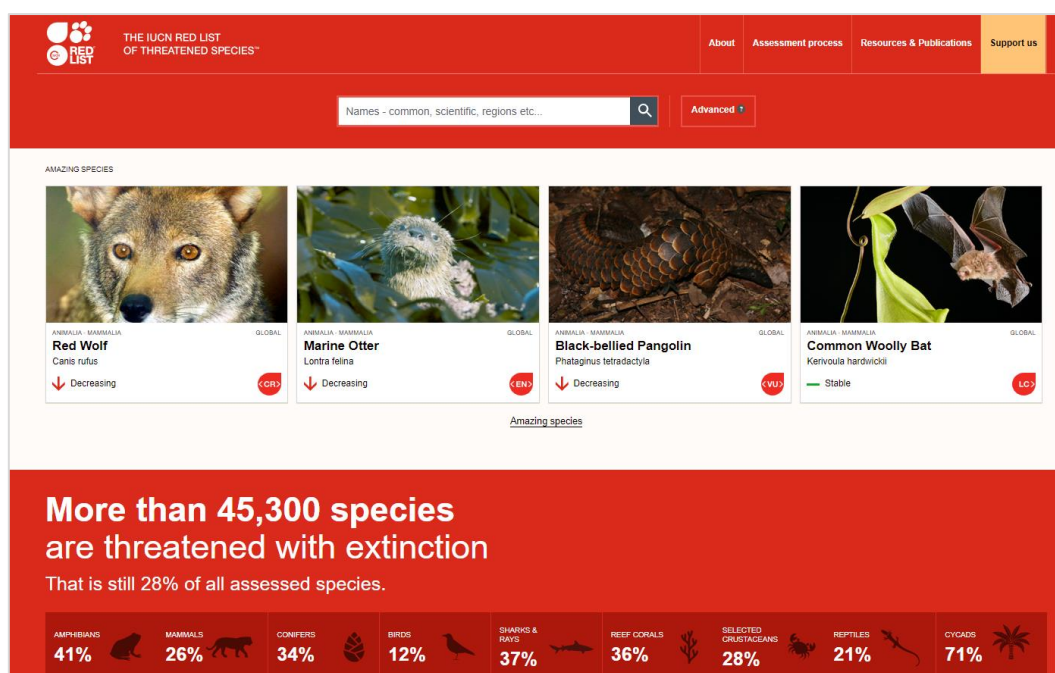 RED
LIST
THE IUCN RED LIST
OF THREATENED SPECIES™
About
Assessment process
Resources & Publications
Support us
Names - common, scientific, regions etc...
Advanced ?
AMAZING SPECIES
ANIMALIA - MAMMALIA GLOBAL
Red Wolf
Canis rufus
Decreasing
<CR>
ANIMALIA - MAMMALIA GLOBAL
Marine Otter
Lontra felina
Decreasing
<EN>
ANIMALIA - MAMMALIA GLOBAL
Black-bellied Pangolin
Phataginus tetradactyla
Decreasing
<VU>
ANIMALIA - MAMMALIA GLOBAL
Common Woolly Bat
Kerivoula hardwickii
Stable
LC>
Amazing species
More than 45,300 species
are threatened with extinction
That is still 28% of all assessed species.
AMPHIBIANS
41%
MAMMALS
26%
CONIFERS
34%
BIRDS
12%
SHARKS &
RAYS
37%
REEF CORALS
36%
SELECTED
CRUSTACEANS
28%
REPTILES
21%
CYCADS
71%